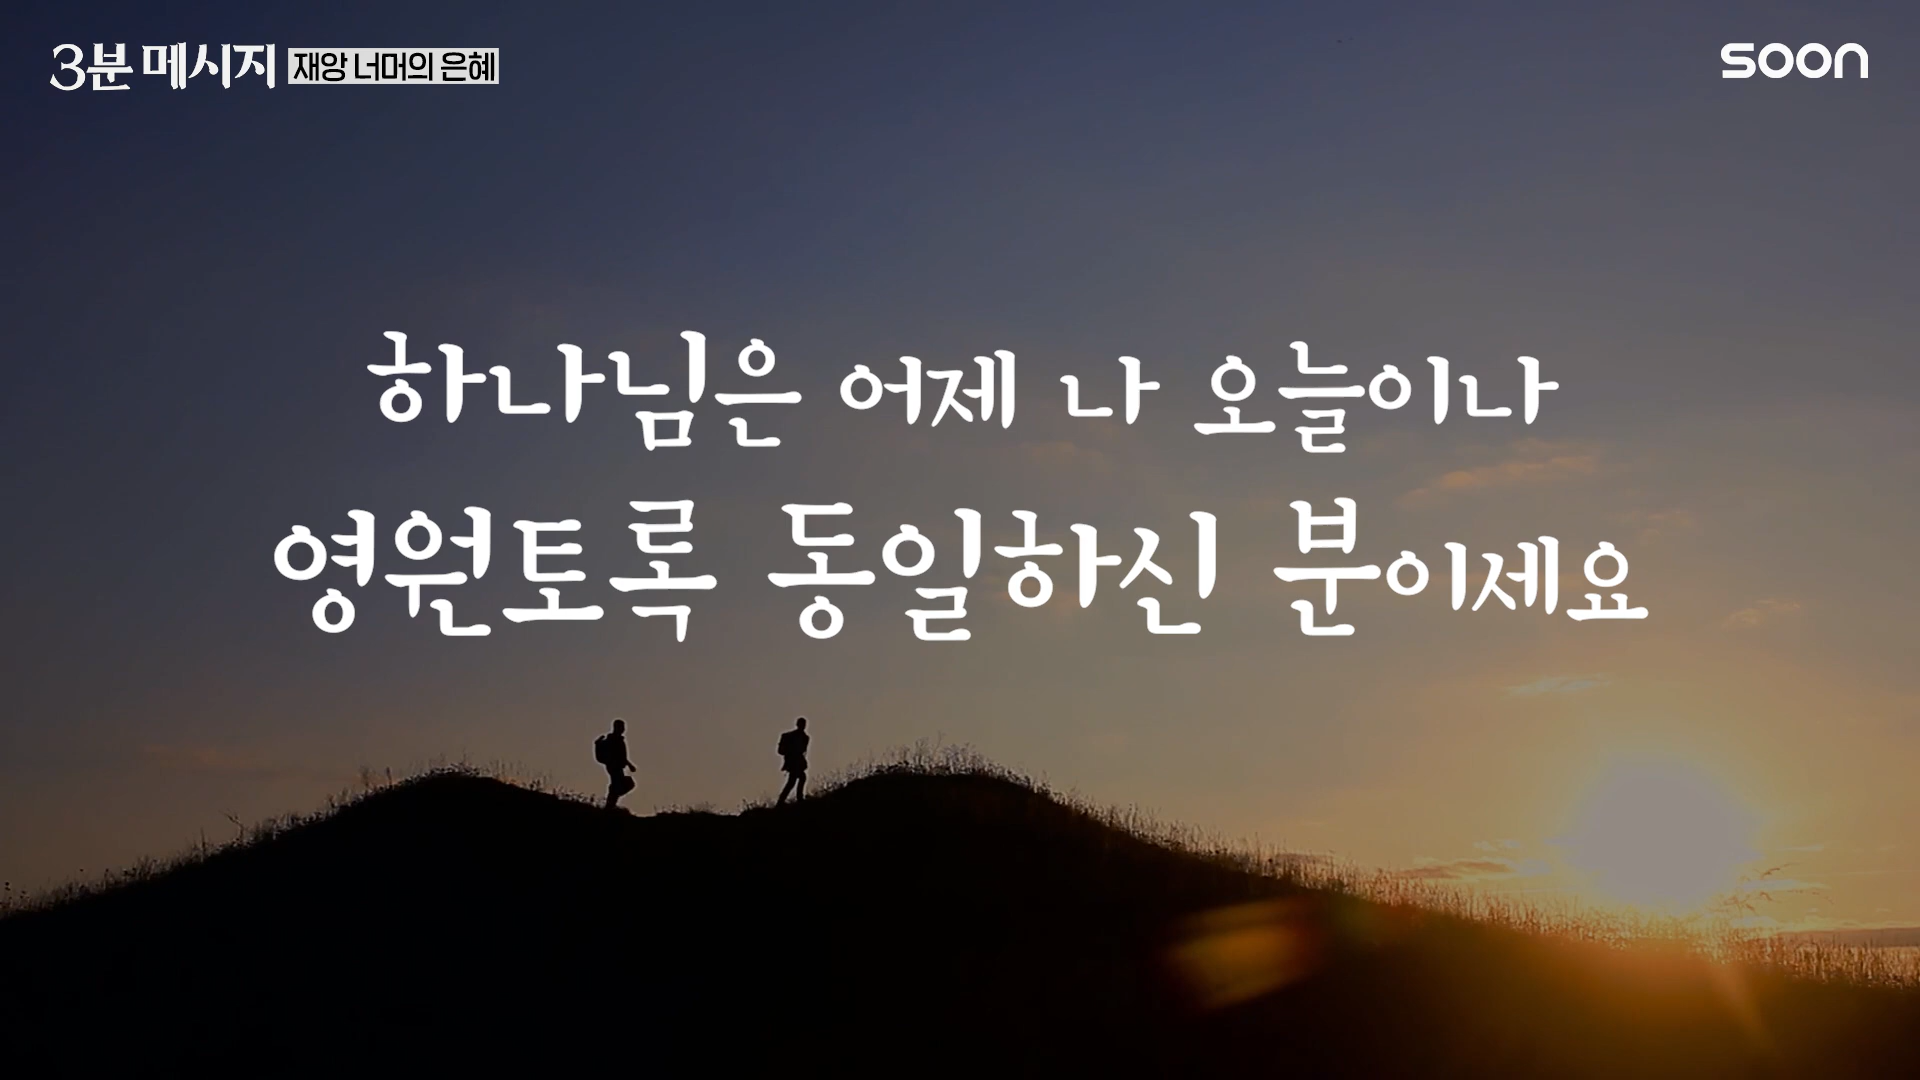 3분 메시지 재앙 너머의 은혜
soon
하나님은 어제 나 오늘이나
영원토록 동일하신 분이세요